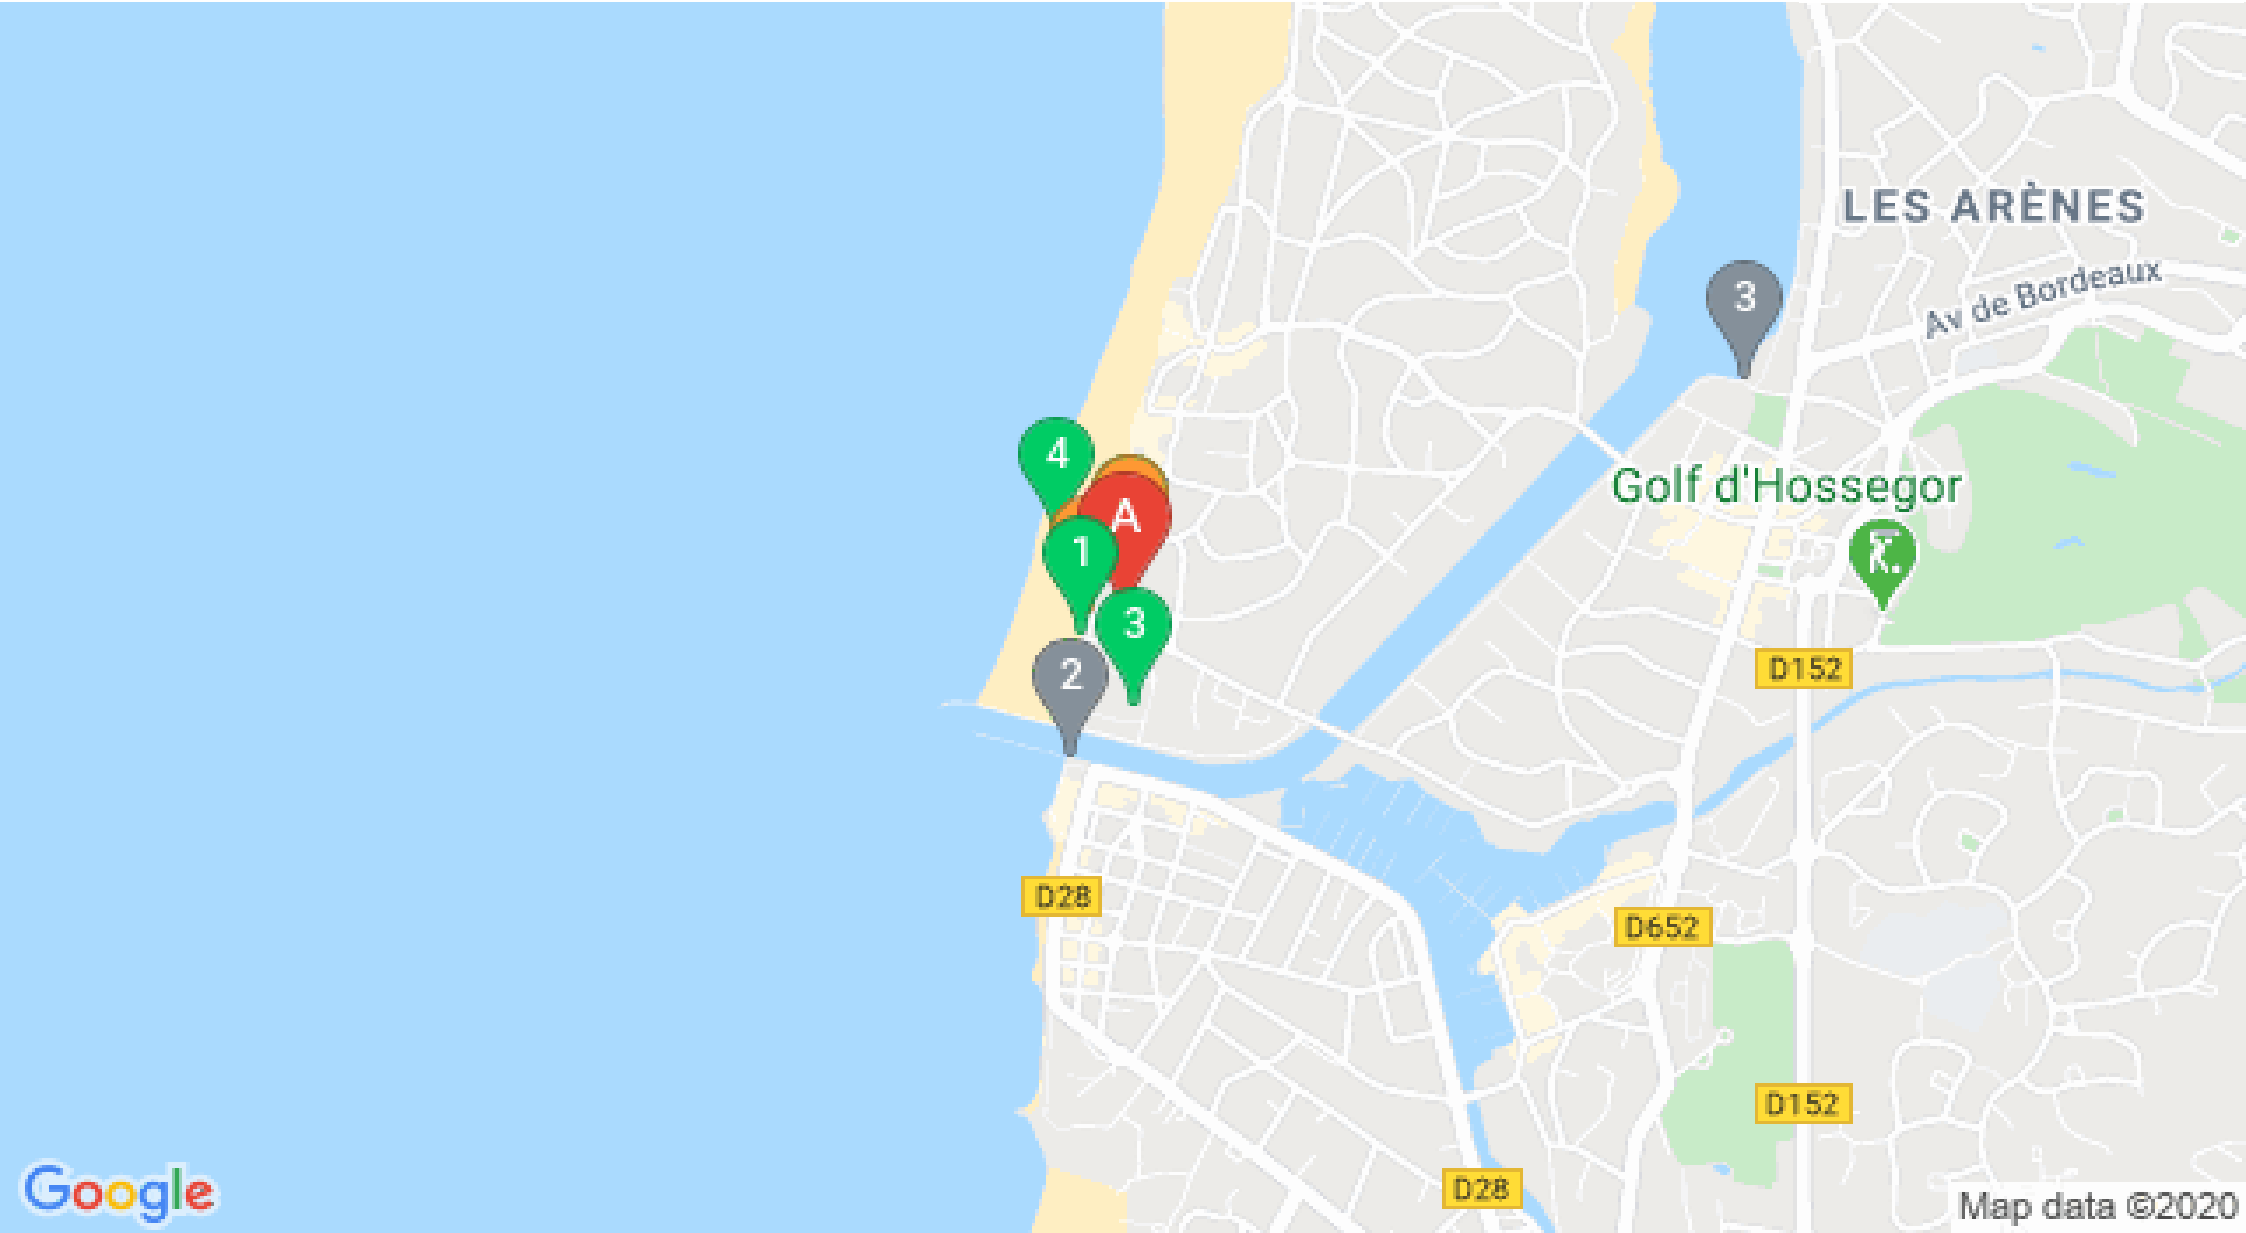 LES ARÈNES
Av de Bordeaux
3
4
Golf d'Hossegor
A
1
3
D152
2
D28
D652
D152
D28
Google
Map data ©2020